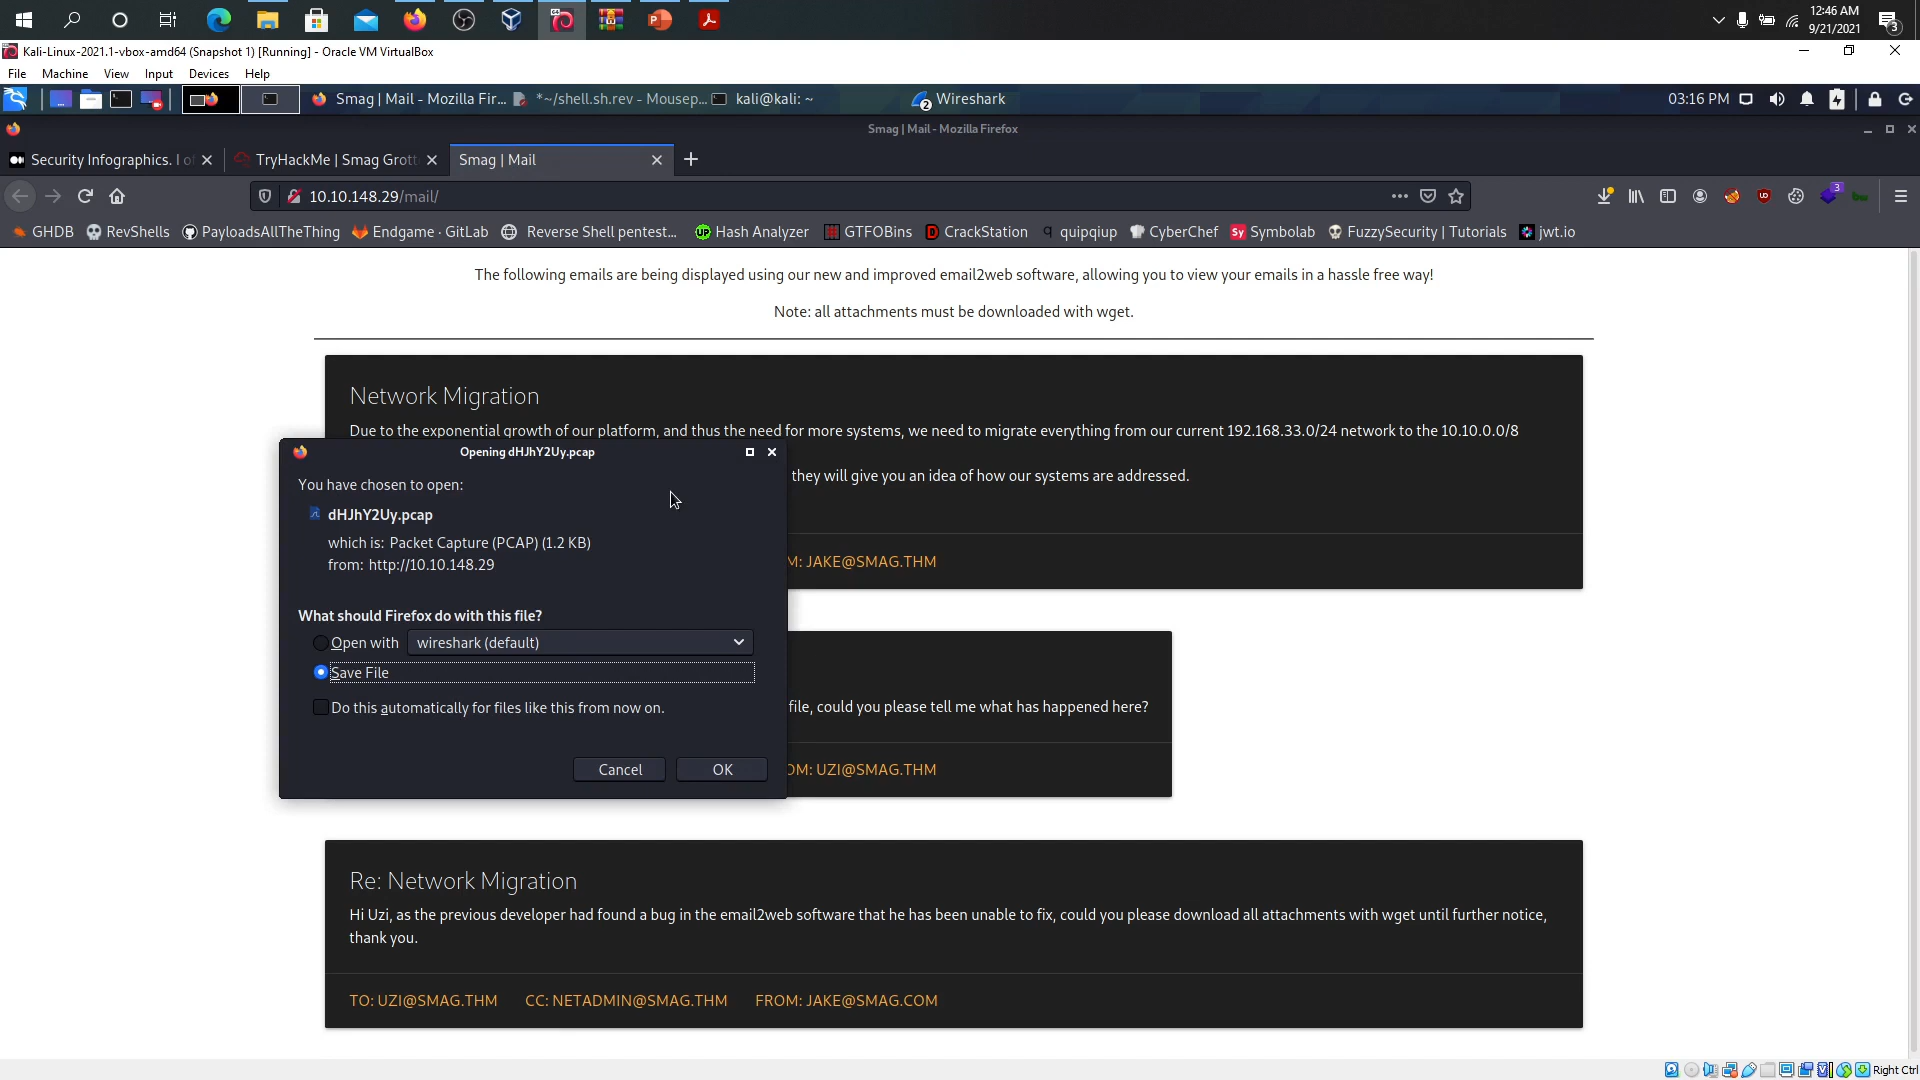 12:46 AM
9/21/2021
3
Kali-Linux-2021.1-vbox-amd64 (Snapshot 1) [Running] - Oracle VM VirtualBox
File Machine View Input Devices Help
Smag | Mail - Mozilla Fir... *~/shell.sh.rev - Mousep... kali@kali: ~ 2 Wireshark 03:16 PM
Smag | Mail - Mozilla Firefox
Security Infographics. I of TryHackMe | Smag Grott Smag | Mail
10.10.148.29/mail/
3
GHDB RevShells PayloadsAllTheThing Endgame · GitLab Reverse Shell pentest... Hash Analyzer GTFOBins CrackStation quipqiup CyberChef Symbolab FuzzySecurity | Tutorials jwt.io
The following emails are being displayed using our new and improved email2web software, allowing you to view your emails in a hassle free way!
Note: all attachments must be downloaded with wget.
Network Migration
Due to the exponential growth of our platform, and thus the need for more systems, we need to migrate everything from our current 192.168.33.0/24 network to the 10.10.0.0/8
they will give you an idea of how our systems are addressed.
M: JAKE@SMAG.THM
Opening dHJhY2Uy.pcap
You have chosen to open:
dHJhY2Uy.pcap
which is: Packet Capture (PCAP) (1.2 KB)
from: http://10.10.148.29
What should Firefox do with this file?
Open with wireshark (default)
Save File
Do this automatically for files like this from now on.
Cancel OK
file, could you please tell me what has happened here?
OM: UZI@SMAG.THM
Re: Network Migration
Hi Uzi, as the previous developer had found a bug in the email2web software that he has been unable to fix, could you please download all attachments with wget until further notice,
thank you.
TO: UZI@SMAG.THM CC: NETADMIN@SMAG.THM FROM: JAKE@SMAG.COM
Right Ctrl